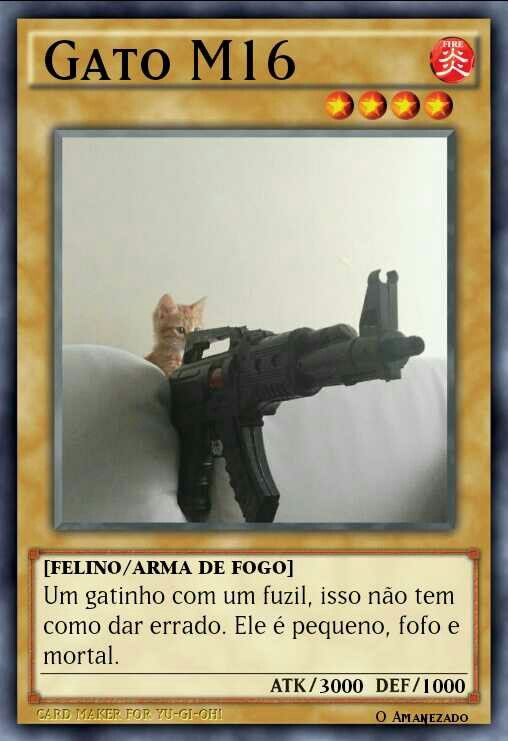 Gato M16
FIRE
炎
[FELINO/ARMA DE FOGO]
Um gatinho com um fuzil, isso não tem
como dar errado. Ele é pequeno, fofo e
mortal.
ATK/3000 DEF/1000
CARD MAKER FOR YU-GI-OH!
O Amanezado